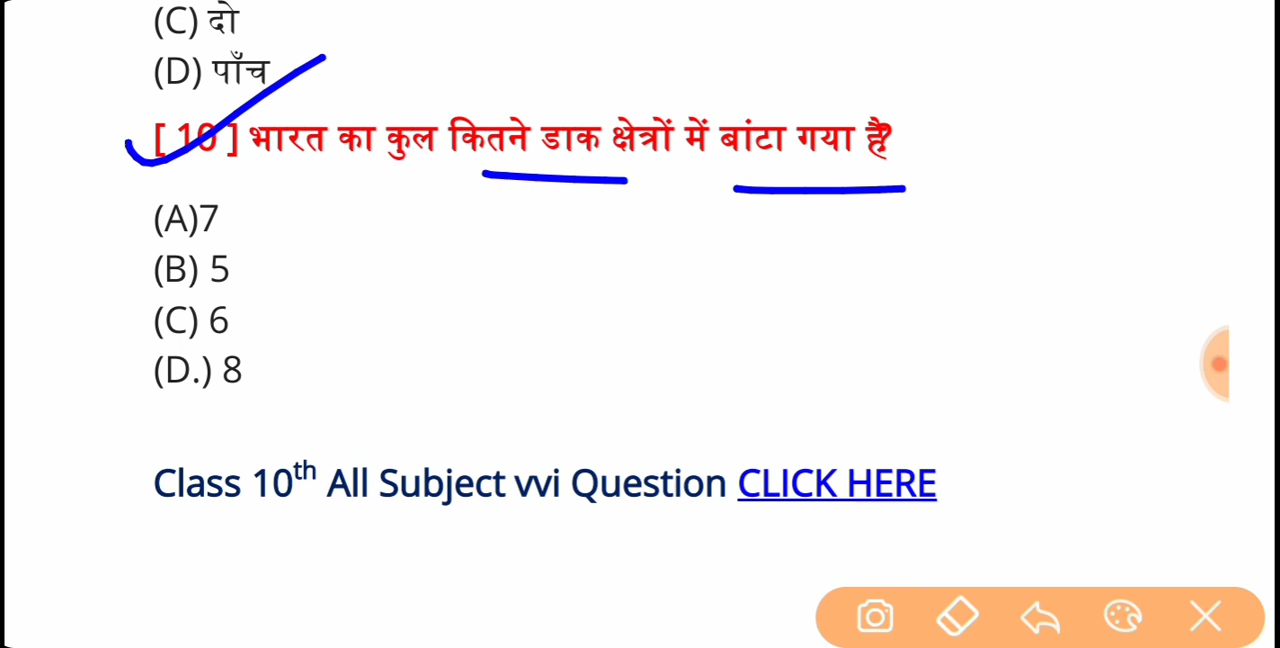 (C) दो
(D) पाँच
[ 10 ] भारत का कुल कितने डाक क्षेत्रों में बांटा गया है?
(A)7
(B) 5
(C) 6
(D.) 8
Class 10th All Subject vvi Question CLICK HERE